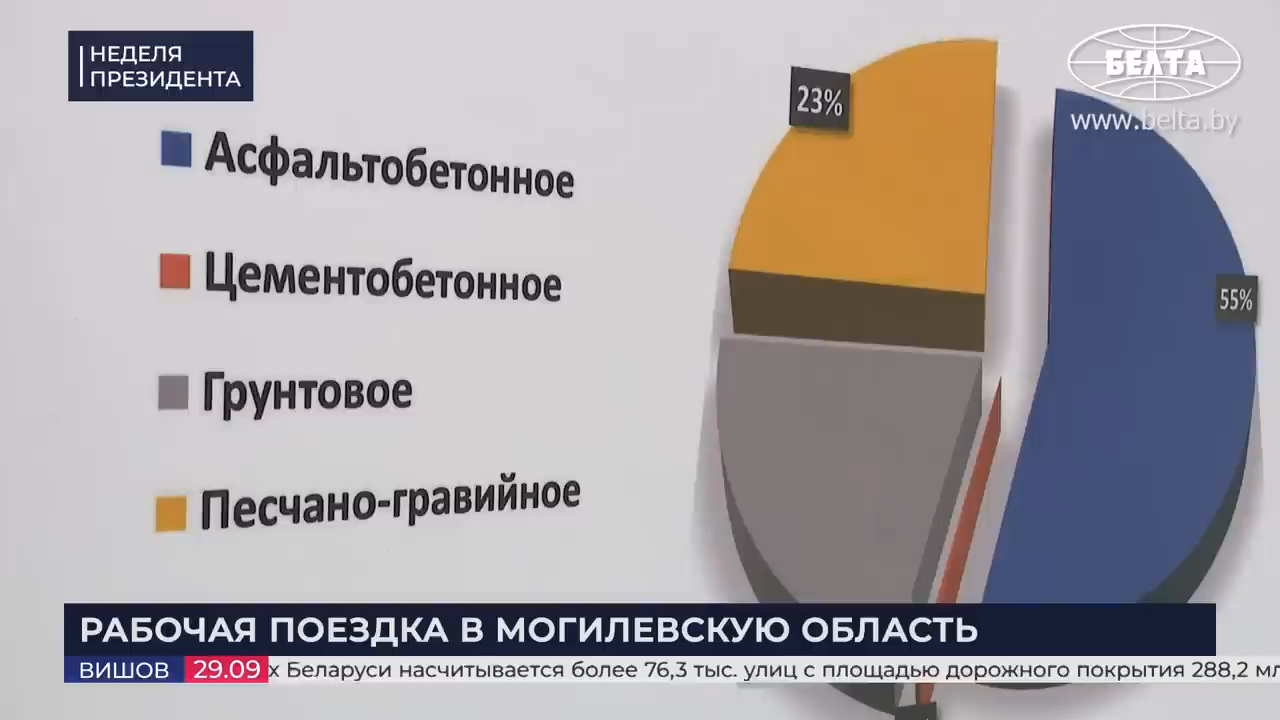 НЕДЕЛЯ
ПРЕЗИДЕНТА
БЕЛТА
www.belta.by
23%
55%
Асфальтобетонное
Цементобетонное
Грунтовое
Песчано-гравийное
РАБОЧАЯ ПОЕЗДКА В МОГИЛЕВСКУЮ ОБЛАСТЬ
ВИШОВ 29.09 х Беларуси насчитывается более 76,3 тыс. улиц с площадью дорожного покрытия 288,2 мл